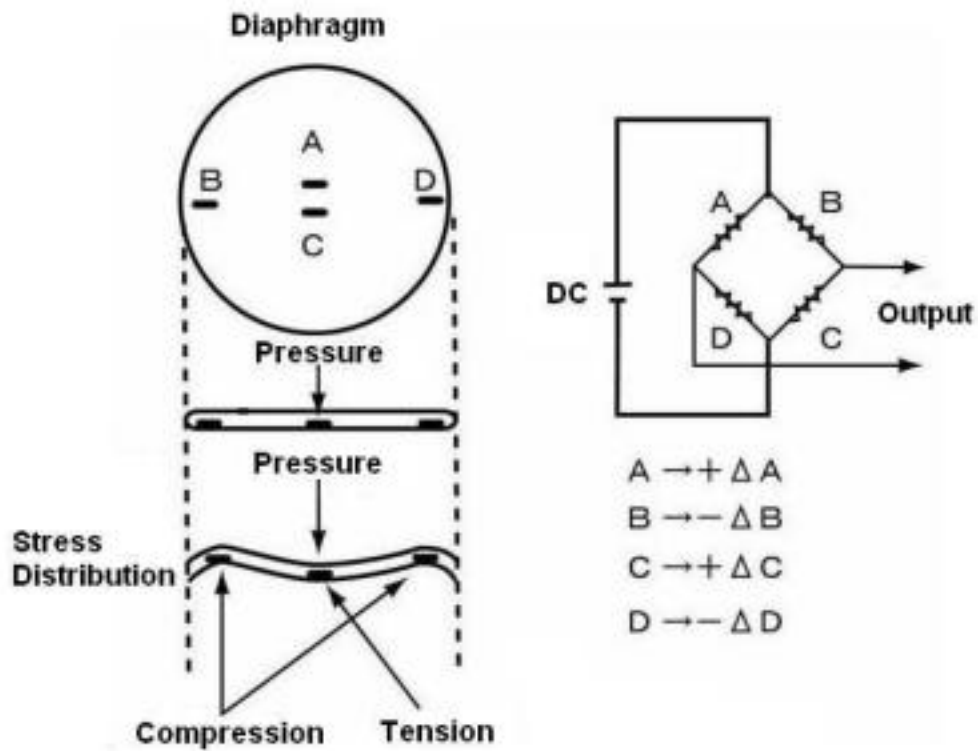 Diaphragm
A
B
D
C
Pressure
Pressure
Stress
Distribution
Compression
Tension
A
B
DC
D
C
Output
A → + Δ A
B → − Δ B
C → + Δ C
D → − Δ D